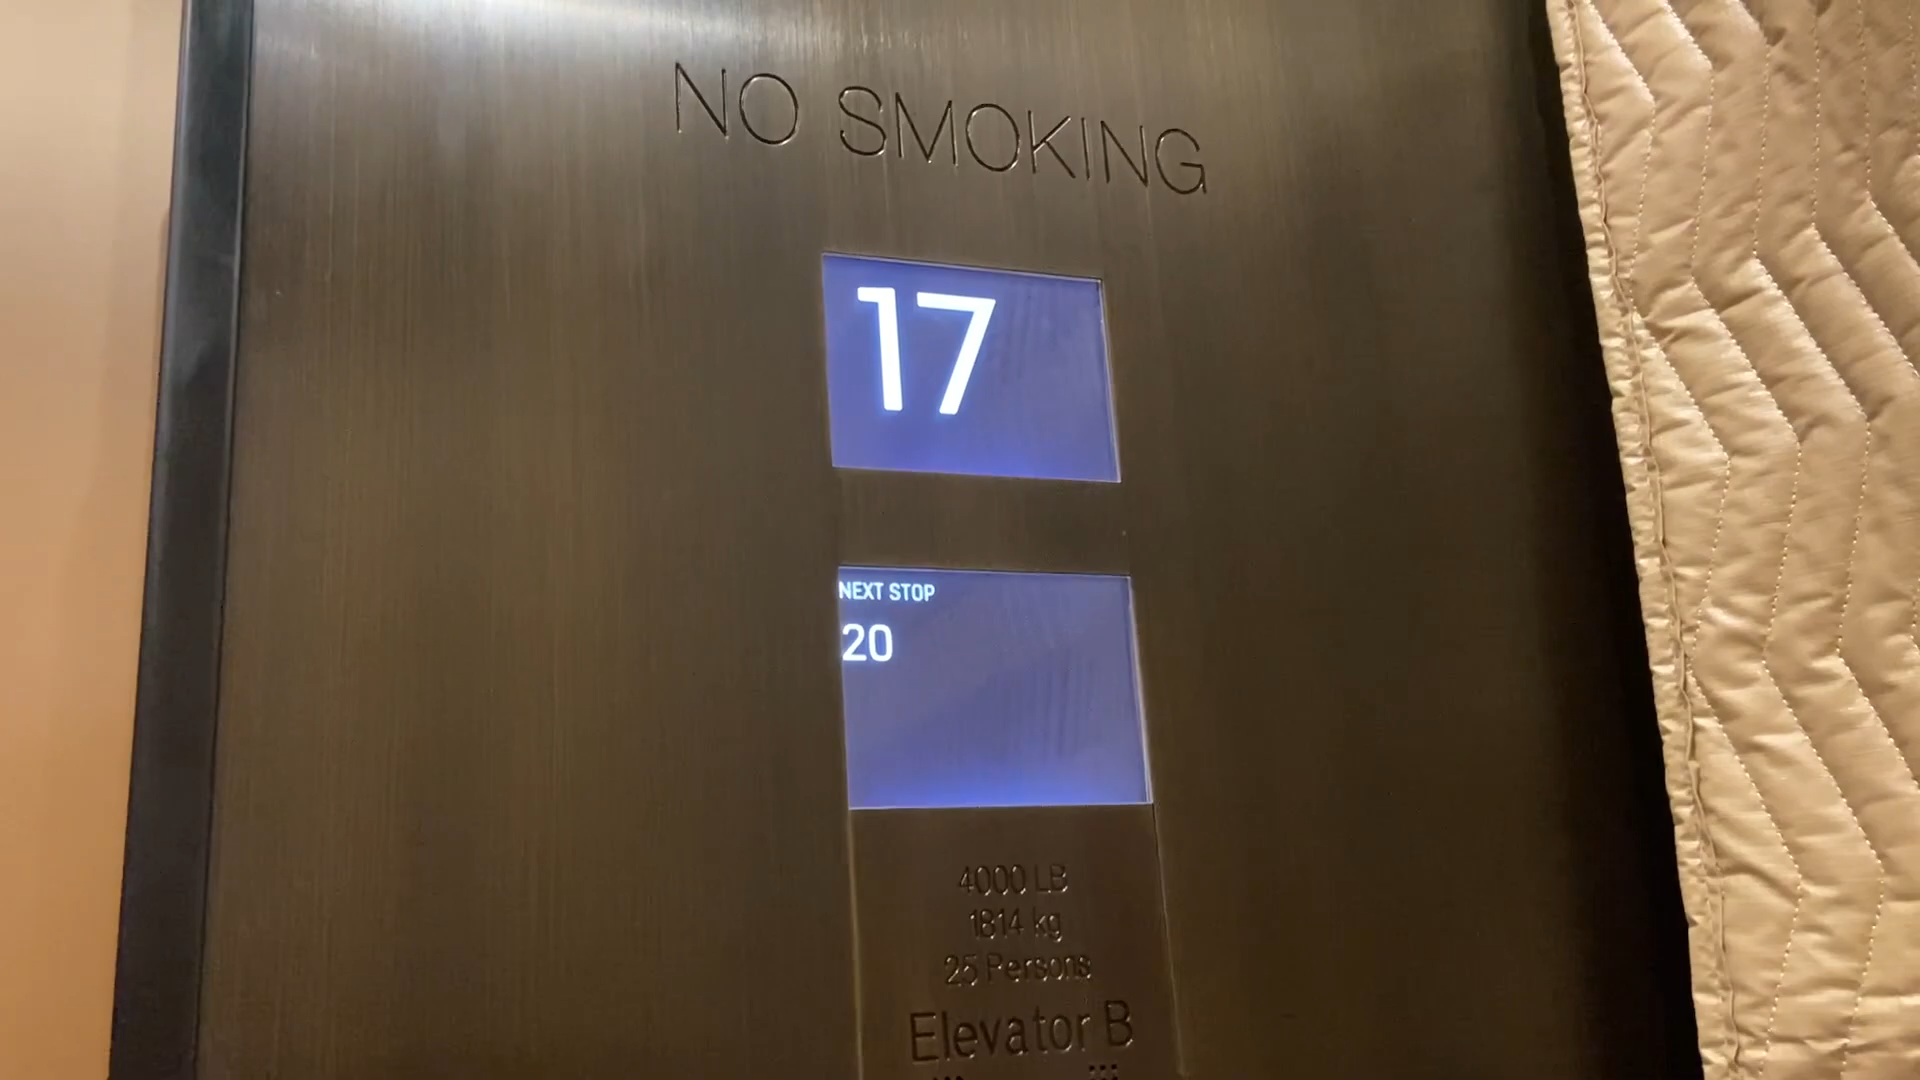 NO SMOKING
17
NEXT STOP
20
4000 LB
1814 kg
25 Persons
Elevator B